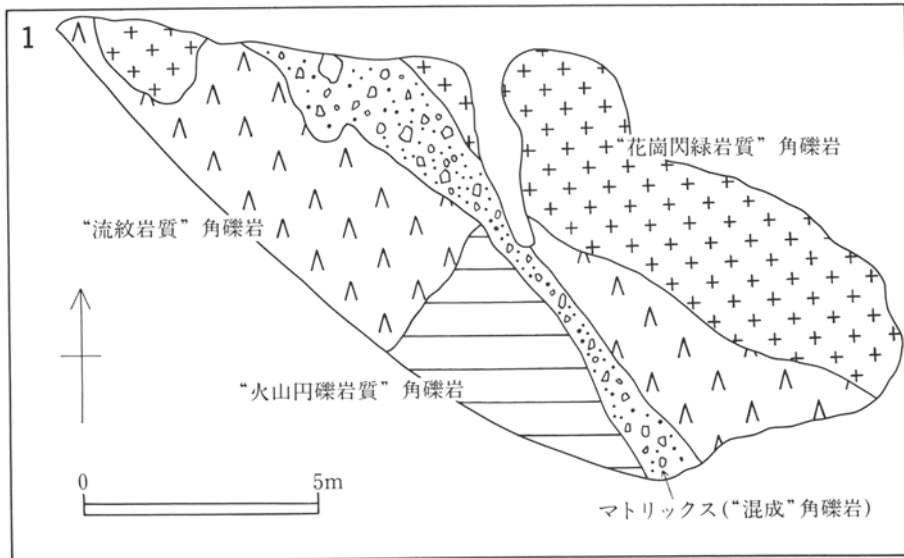 1
“花崗閃緑岩質”角礫岩
“流紋岩質”角礫岩
“火山円礫岩質”角礫岩
0 5m
マトリックス(“混成”角礫岩)